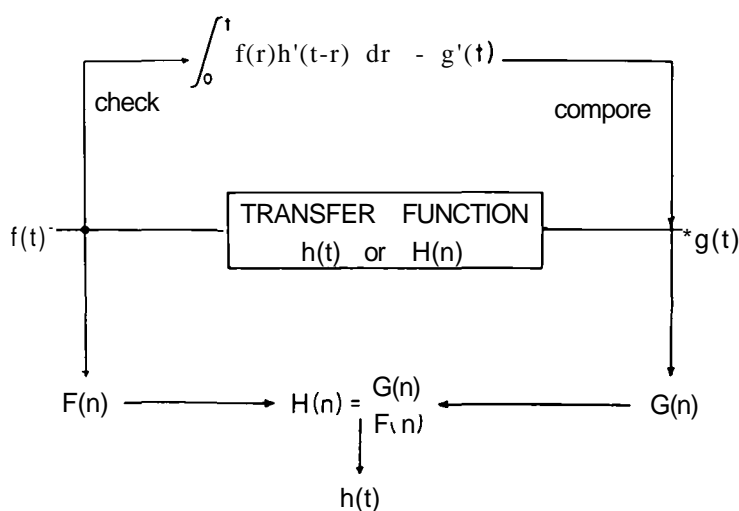 ∫₀ᵗ f(r)h'(t-r) dr - g'(t)
check
compore
TRANSFER FUNCTION
f(t)
*g(t)
h(t) or H(n)
F(n)
H(n) = G(n)
F(n)
G(n)
h(t)